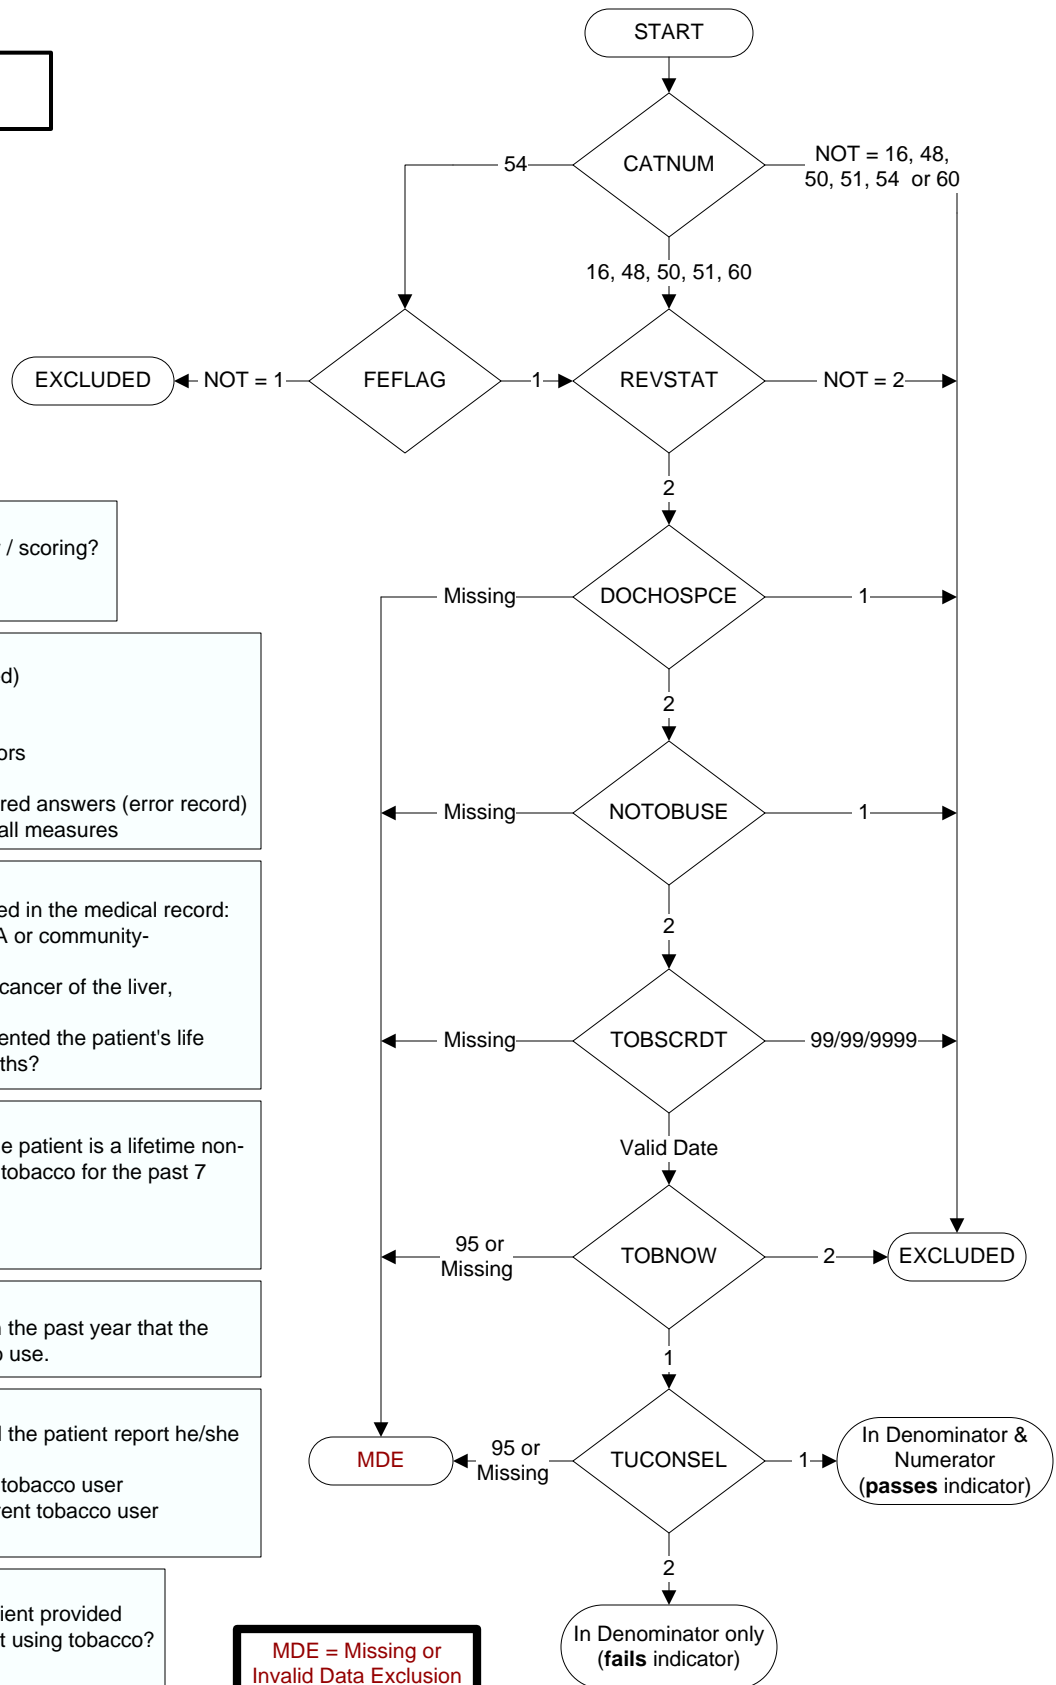 START
CATNUM
54
NOT = 16, 48,
50, 51, 54 or 60
16, 48, 50, 51, 60
EXCLUDED
NOT = 1
FEFLAG
1
REVSTAT
NOT = 2
2
/ scoring?
Missing
DOCHOSPCE
1
2
ed)
ors
red answers (error record)
all measures
Missing
NOTOBUSE
1
2
ed in the medical record:
A or community-
cancer of the liver,
ented the patient's life
ths?
Missing
TOBSCRDT
99/99/9999
Valid Date
e patient is a lifetime non-
tobacco for the past 7
95 or
Missing
TOBNOW
2
EXCLUDED
1
n the past year that the
o use.
d the patient report he/she
tobacco user
ent tobacco user
MDE
95 or
Missing
TUCONSEL
1
In Denominator &
Numerator
(passes indicator)
2
ient provided
t using tobacco?
In Denominator only
(fails indicator)
MDE = Missing or
Invalid Data Exclusion